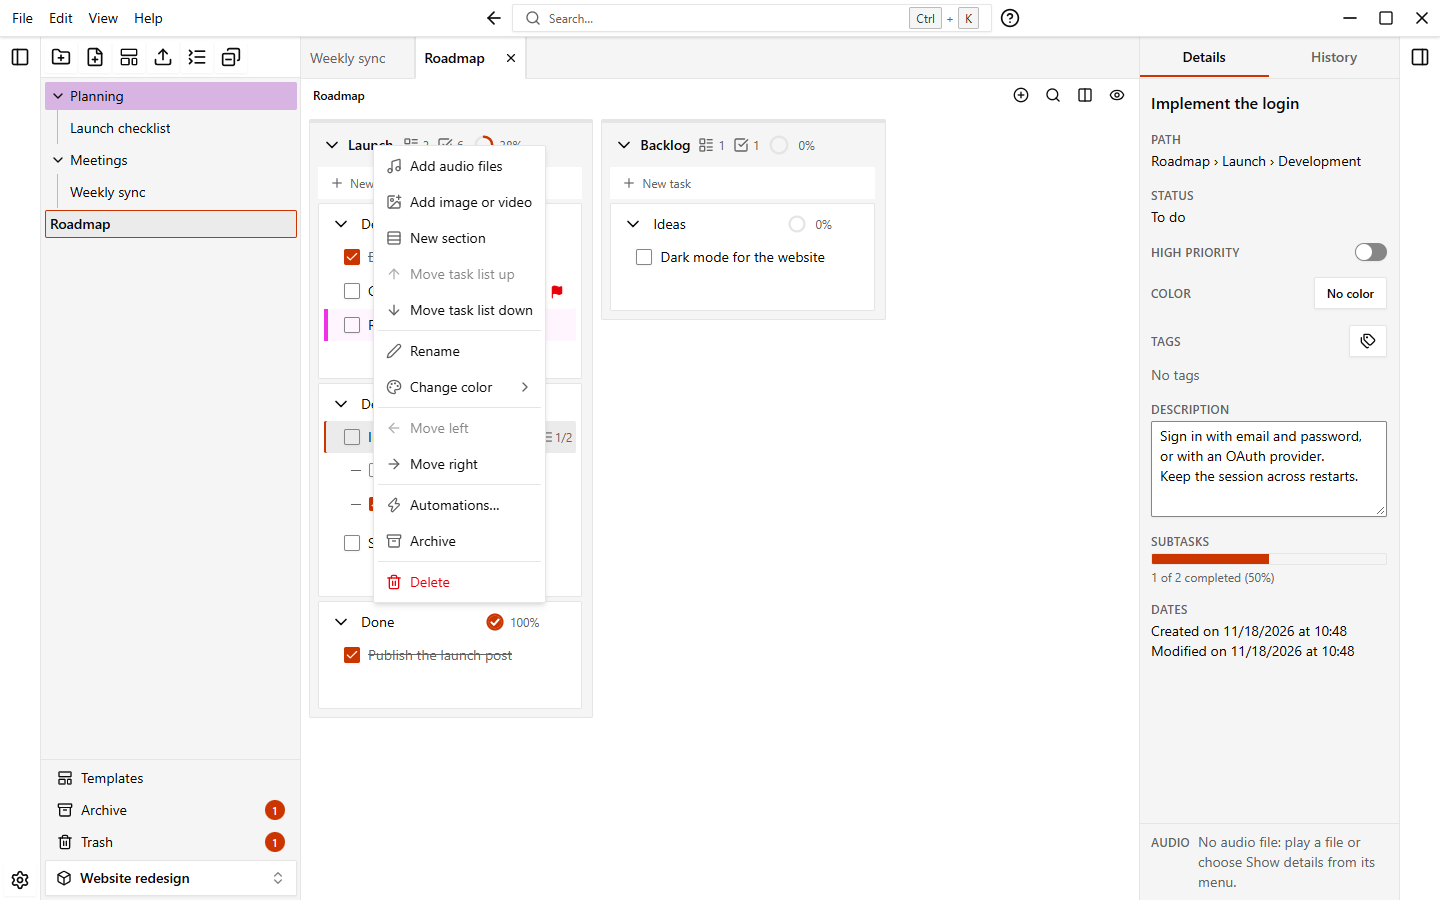 File Edit View Help
Search... Ctrl + K
Weekly sync
Roadmap
Details
History
Planning
Launch checklist
Meetings
Weekly sync
Roadmap
Roadmap
Launch
38%
New
Add audio files
Add image or video
New section
Move task list up
Move task list down
Rename
Change color
Move left
Move right
Automations...
Archive
Delete
1/2
Done 100%
Publish the launch post
Backlog 1 1 0%
New task
Ideas 0%
Dark mode for the website
Implement the login
PATH
Roadmap › Launch › Development
STATUS
To do
HIGH PRIORITY
COLOR No color
TAGS
No tags
DESCRIPTION
Sign in with email and password,
or with an OAuth provider.
Keep the session across restarts.
SUBTASKS
1 of 2 completed (50%)
DATES
Created on 11/18/2026 at 10:48
Modified on 11/18/2026 at 10:48
AUDIO No audio file: play a file or
choose Show details from its
menu.
Templates
Archive 1
Trash 1
Website redesign